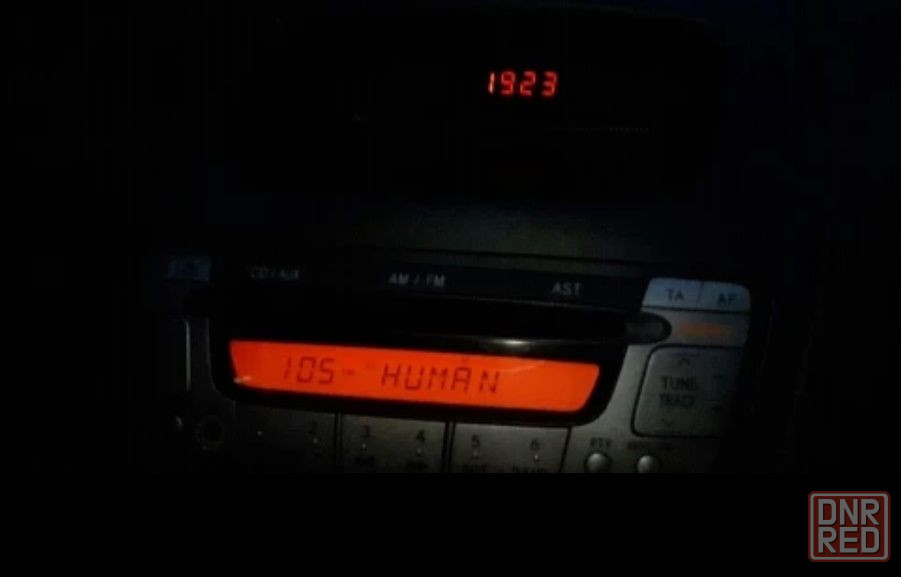 1923
CD/AUX AM / FM AST TA AF
105 HUMAN
TUNE
TRACK
2 3 4 5 6 PTY
DNR
RED